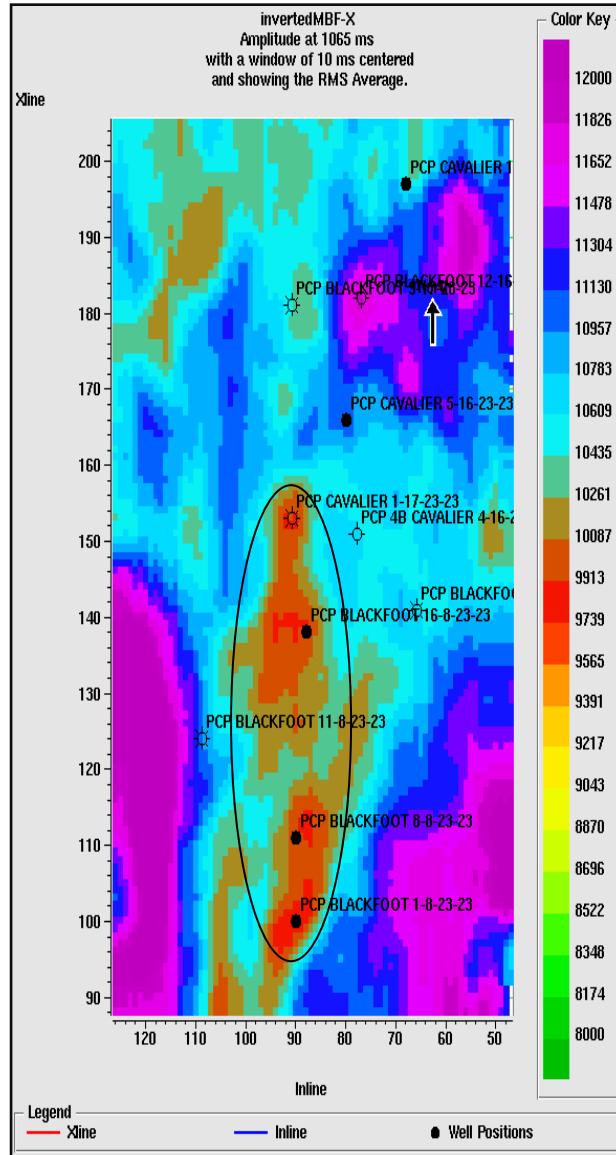 invertedMBF-X
Amplitude at 1065 ms
with a window of 10 ms centered
and showing the RMS Average.
Color Key
Xline
200
190
180
170
160
150
140
130
120
110
100
90
PCP CAVALIER 1
PCP BLACKFOOT 12-16
PCP BLACKFOOT
PCP CAVALIER 5-16-23-23
PCP CAVALIER 1-17-23-23
PCP 4B CAVALIER 4-16-2
PCP BLACKFOO
PCP BLACKFOOT 16-8-23-23
PCP BLACKFOOT 11-8-23-23
PCP BLACKFOOT 8-8-23-23
PCP BLACKFOOT 1-8-23-23
120 110 100 90 80 70 60 50
Inline
12000
11826
11652
11478
11304
11130
10957
10783
10609
10435
10261
10087
9913
9739
9565
9391
9217
9043
8870
8696
8522
8348
8174
8000
Legend
Xline Inline Well Positions